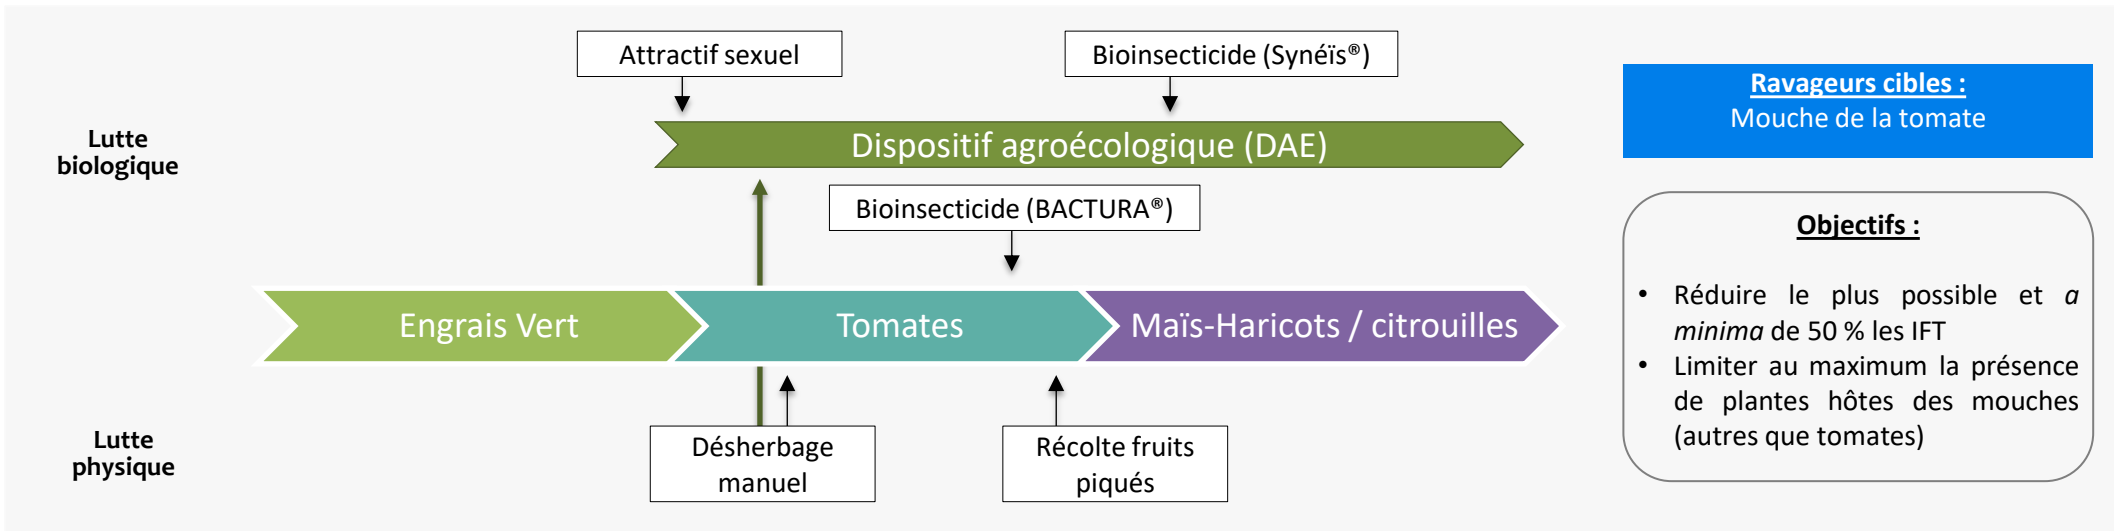 Attractif sexuel
Bioinsecticide (Synéïs®)
Lutte
biologique
Dispositif agroécologique (DAE)
Bioinsecticide (BACTURA®)
Engrais Vert
Tomates
Maïs-Haricots / citrouilles
Lutte
physique
Désherbage
manuel
Récolte fruits
piqués
Ravageurs cibles :
Mouche de la tomate
Objectifs :
• Réduire le plus possible et a
minima de 50 % les IFT
• Limiter au maximum la présence
de plantes hôtes des mouches
(autres que tomates)